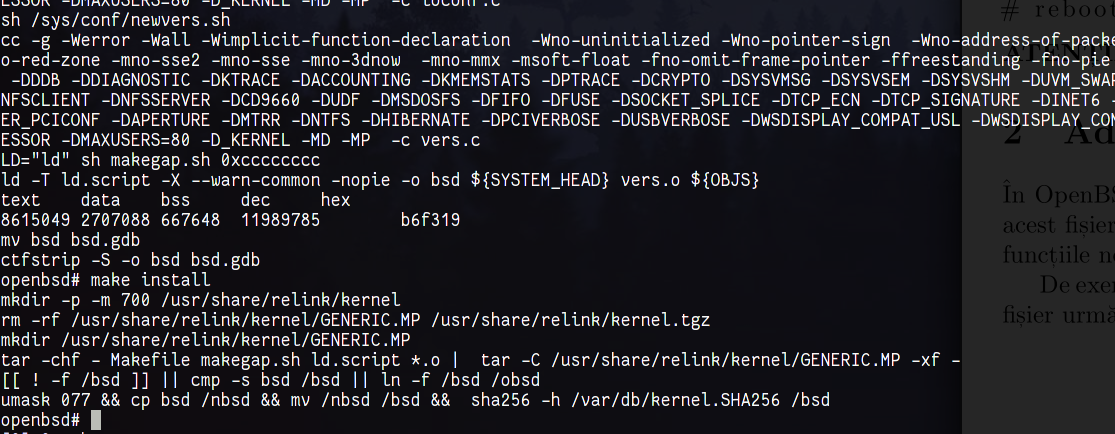 ESSOR -DMAXUSERS=80 -D_KERNEL -MD -MP -c ioconf.c
sh /sys/conf/newvers.sh
cc -g -Werror -Wall -Wimplicit-function-declaration -Wno-uninitialized -Wno-pointer-sign -Wno-address-of-packe
o-red-zone -mno-sse2 -mno-sse -mno-3dnow -mno-mmx -msoft-float -fno-omit-frame-pointer -ffreestanding -fno-pie
-DDDB -DDIAGNOSTIC -DKTRACE -DACCOUNTING -DKMEMSTATS -DPTRACE -DCRYPTO -DSYSVMSG -DSYSVSEM -DSYSVSHM -DUVM_SWAP
NFSCLIENT -DNFSSERVER -DCD9660 -DUDF -DMSDOSFS -DFIFO -DFUSE -DSOCKET_SPLICE -DTCP_ECN -DTCP_SIGNATURE -DINET6
ER_PCICONF -DAPERTURE -DMTRR -DNTFS -DHIBERNATE -DPCIVERBOSE -DUSBVERBOSE -DWSDISPLAY_COMPAT_USL -DWSDISPLAY_COM
ESSOR -DMAXUSERS=80 -D_KERNEL -MD -MP -c vers.c
LD="ld" sh makegap.sh 0xcccccccc
ld -T ld.script -X --warn-common -nopie -o bsd ${SYSTEM_HEAD} vers.o ${OBJS}
text data bss dec hex
8615049 2707088 667648 11989785 b6f319
mv bsd bsd.gdb
ctfstrip -S -o bsd bsd.gdb
openbsd# make install
mkdir -p -m 700 /usr/share/relink/kernel
rm -rf /usr/share/relink/kernel/GENERIC.MP /usr/share/relink/kernel.tgz
mkdir /usr/share/relink/kernel/GENERIC.MP
tar -chf - Makefile makegap.sh ld.script *.o | tar -C /usr/share/relink/kernel/GENERIC.MP -xf -
[[ ! -f /bsd ]] || cmp -s bsd /bsd || ln -f /bsd /obsd
umask 077 && cp bsd /nbsd && mv /nbsd /bsd && sha256 -h /var/db/kernel.SHA256 /bsd
openbsd#
# reboot
2 Ad
În OpenBS
acest fișier
funcțiile ne
De exe
fișier urmă